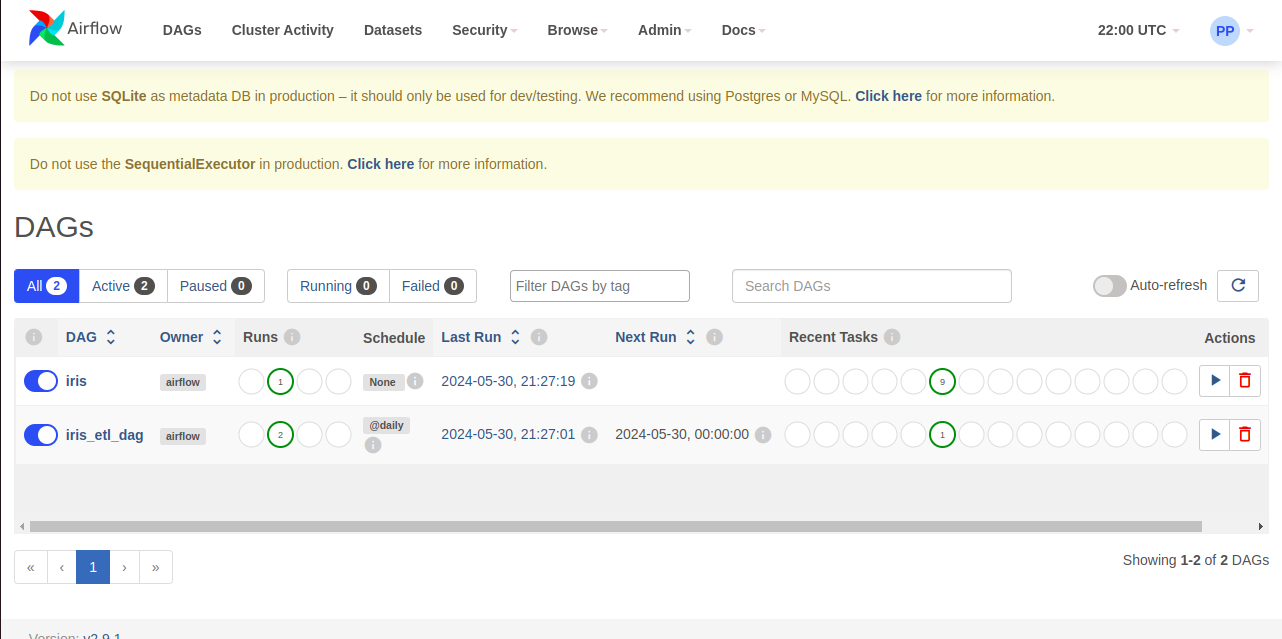 Airflow DAGs Cluster Activity Datasets Security Browse Admin Docs 22:00 UTC PP
Do not use SQLite as metadata DB in production – it should only be used for dev/testing. We recommend using Postgres or MySQL. Click here for more information.
Do not use the SequentialExecutor in production. Click here for more information.
DAGs
All 2 Active 2 Paused 0 Running 0 Failed 0 Filter DAGs by tag Search DAGs Auto-refresh
i DAG Owner Runs i Schedule Last Run i Next Run i Recent Tasks i Actions
iris airflow 1 None i 2024-05-30, 21:27:19 i 9
iris_etl_dag airflow 2 @daily i 2024-05-30, 21:27:01 i 2024-05-30, 00:00:00 i 1
« ‹ 1 › » Showing 1-2 of 2 DAGs
Version: v2.9.1